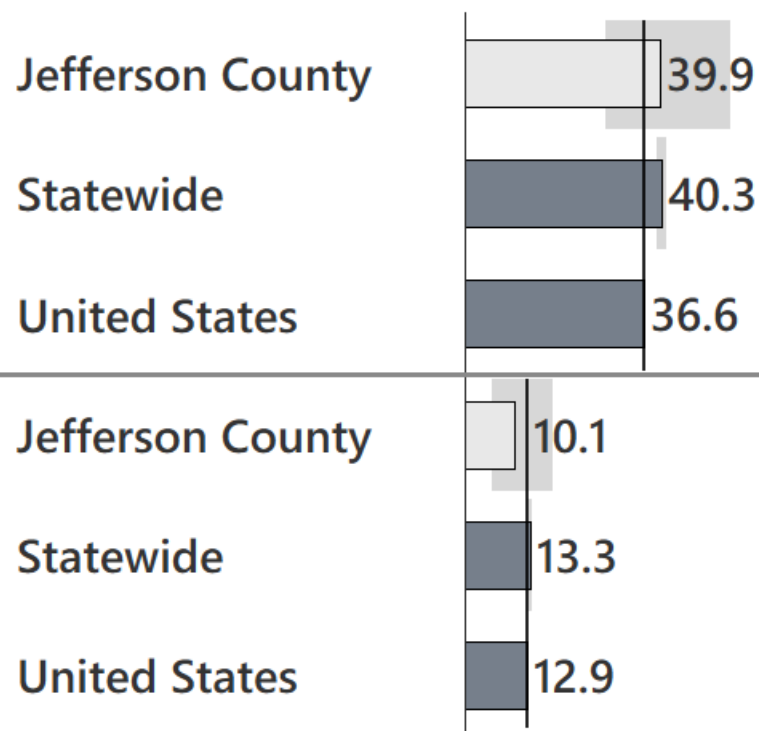 Jefferson County 39.9
Statewide 40.3
United States 36.6
Jefferson County 10.1
Statewide 13.3
United States 12.9